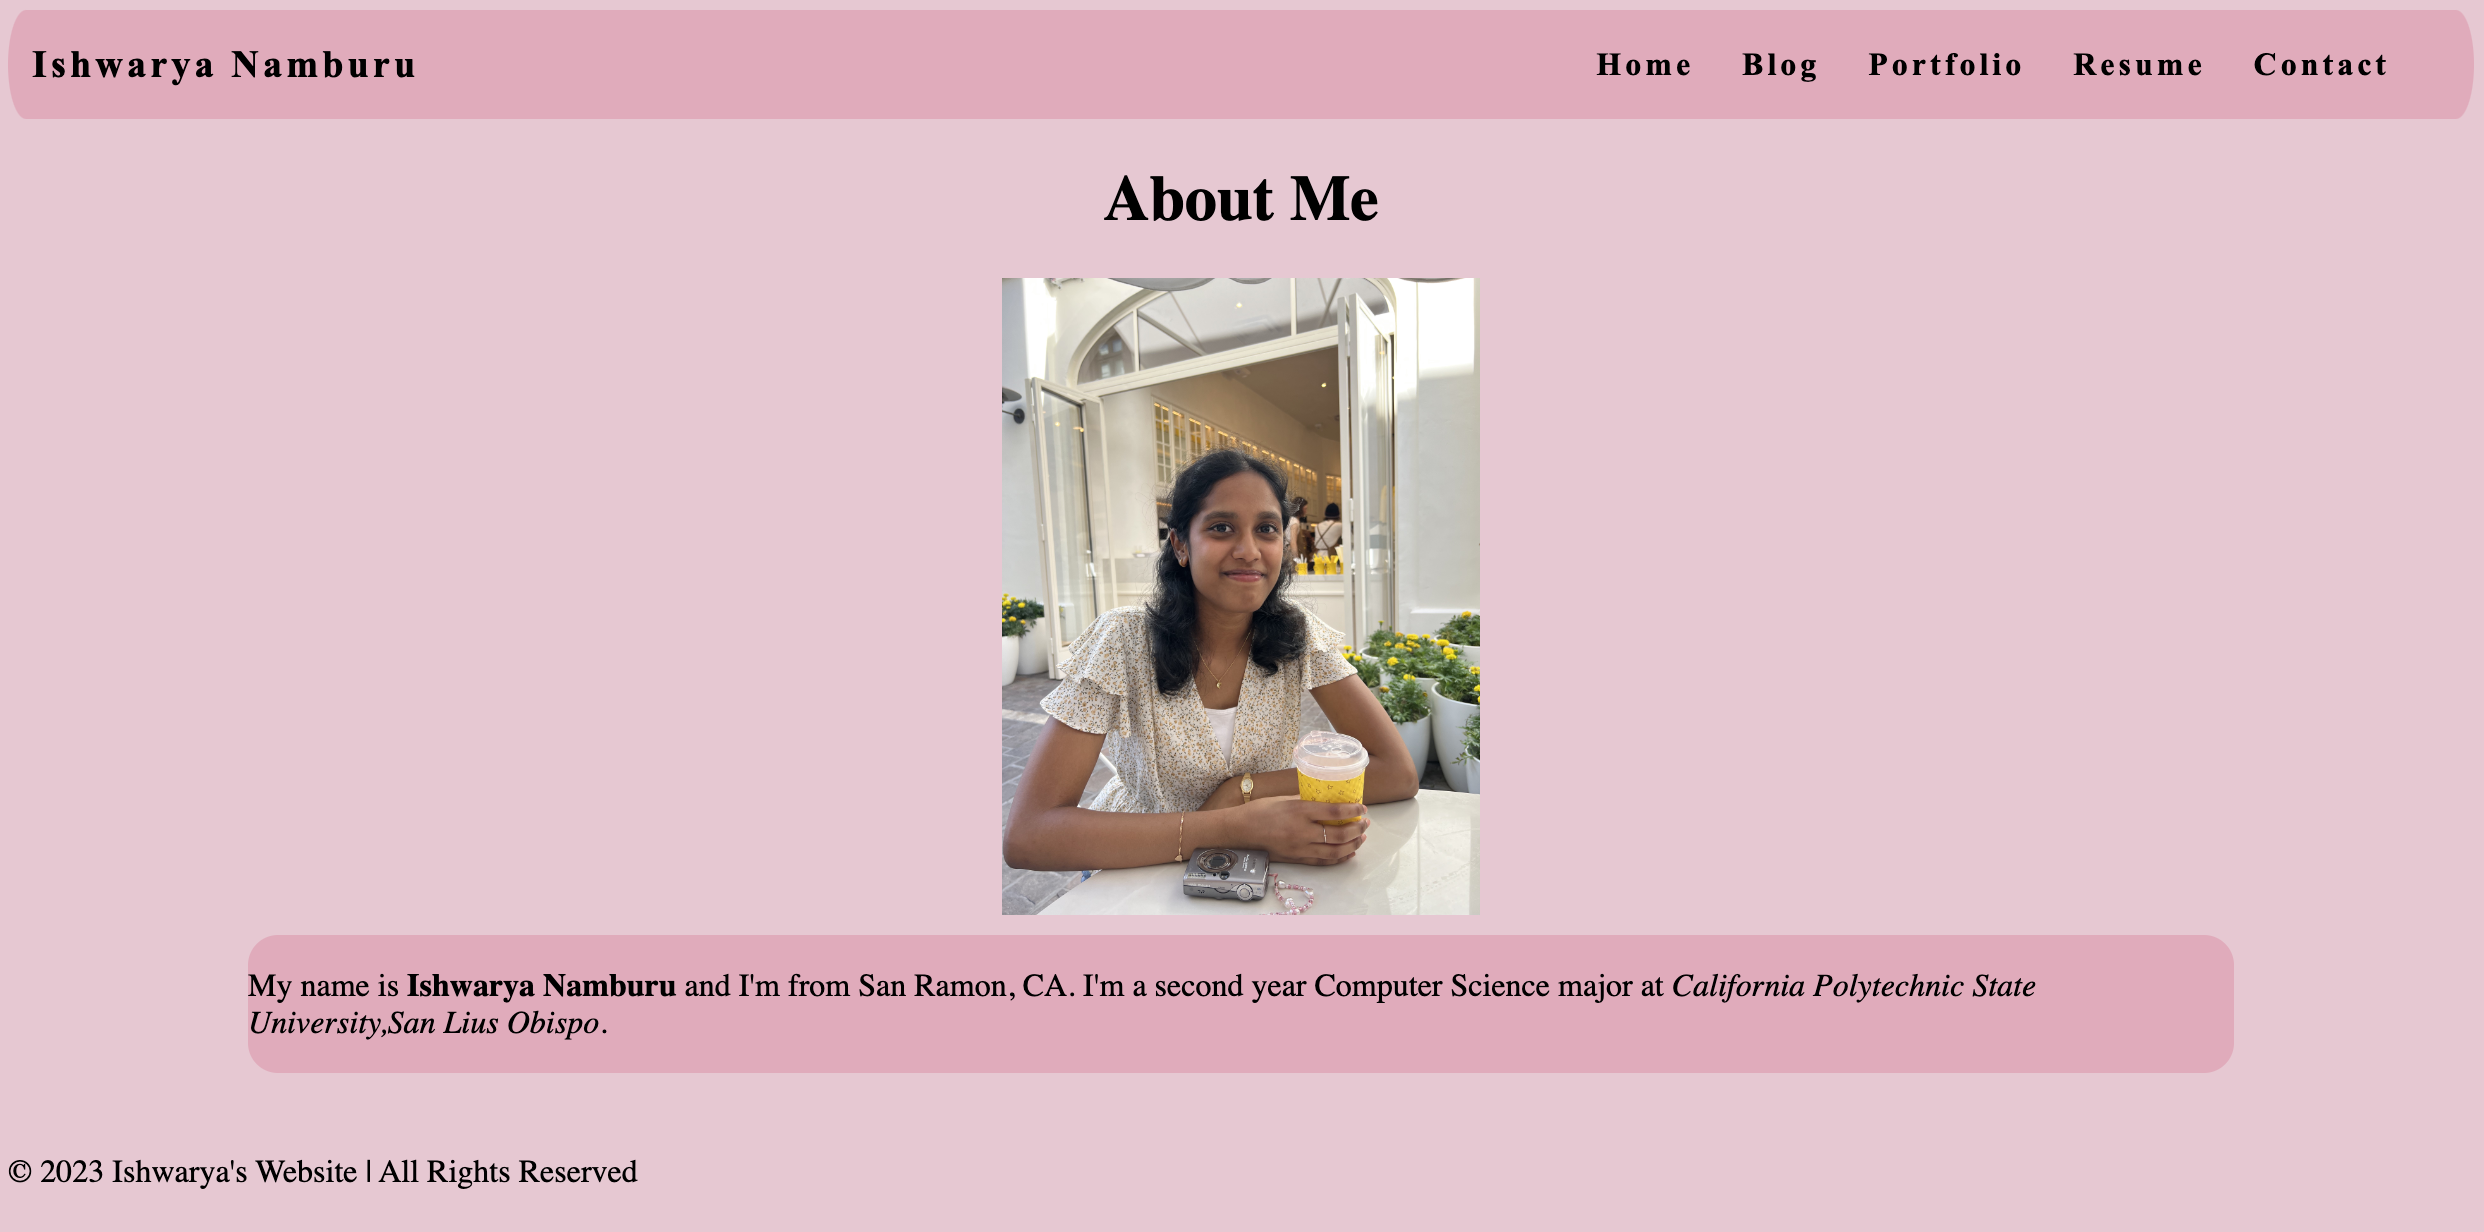 Ishwarya Namburu
Home Blog Portfolio Resume Contact
About Me
My name is Ishwarya Namburu and I'm from San Ramon, CA. I'm a second year Computer Science major at California Polytechnic State
University,San Lius Obispo.
© 2023 Ishwarya's Website | All Rights Reserved